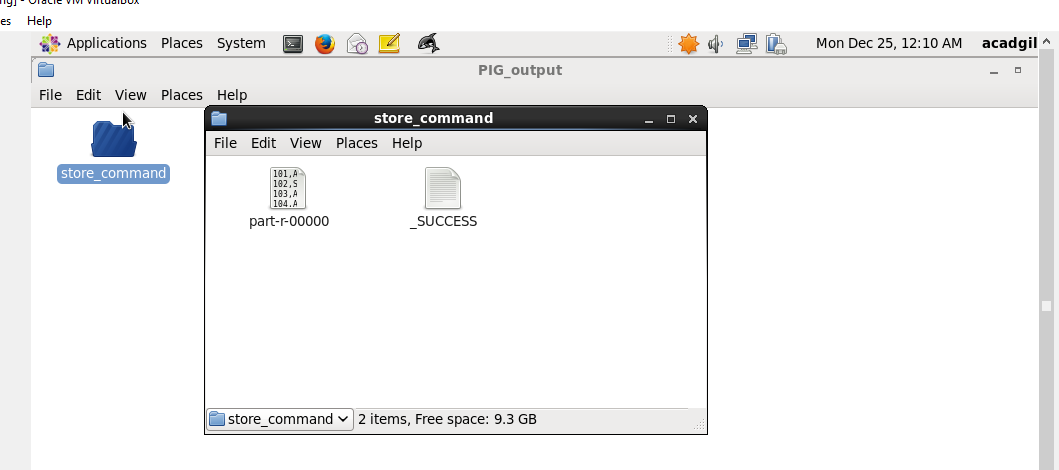 ng] - Oracle VM VirtualBox
es Help
Applications Places System Mon Dec 25, 12:10 AM acadgil
PIG_output
File Edit View Places Help
store_command
store_command
File Edit View Places Help
101,A
102,S
103,A
104.A
part-r-00000 _SUCCESS
store_command 2 items, Free space: 9.3 GB